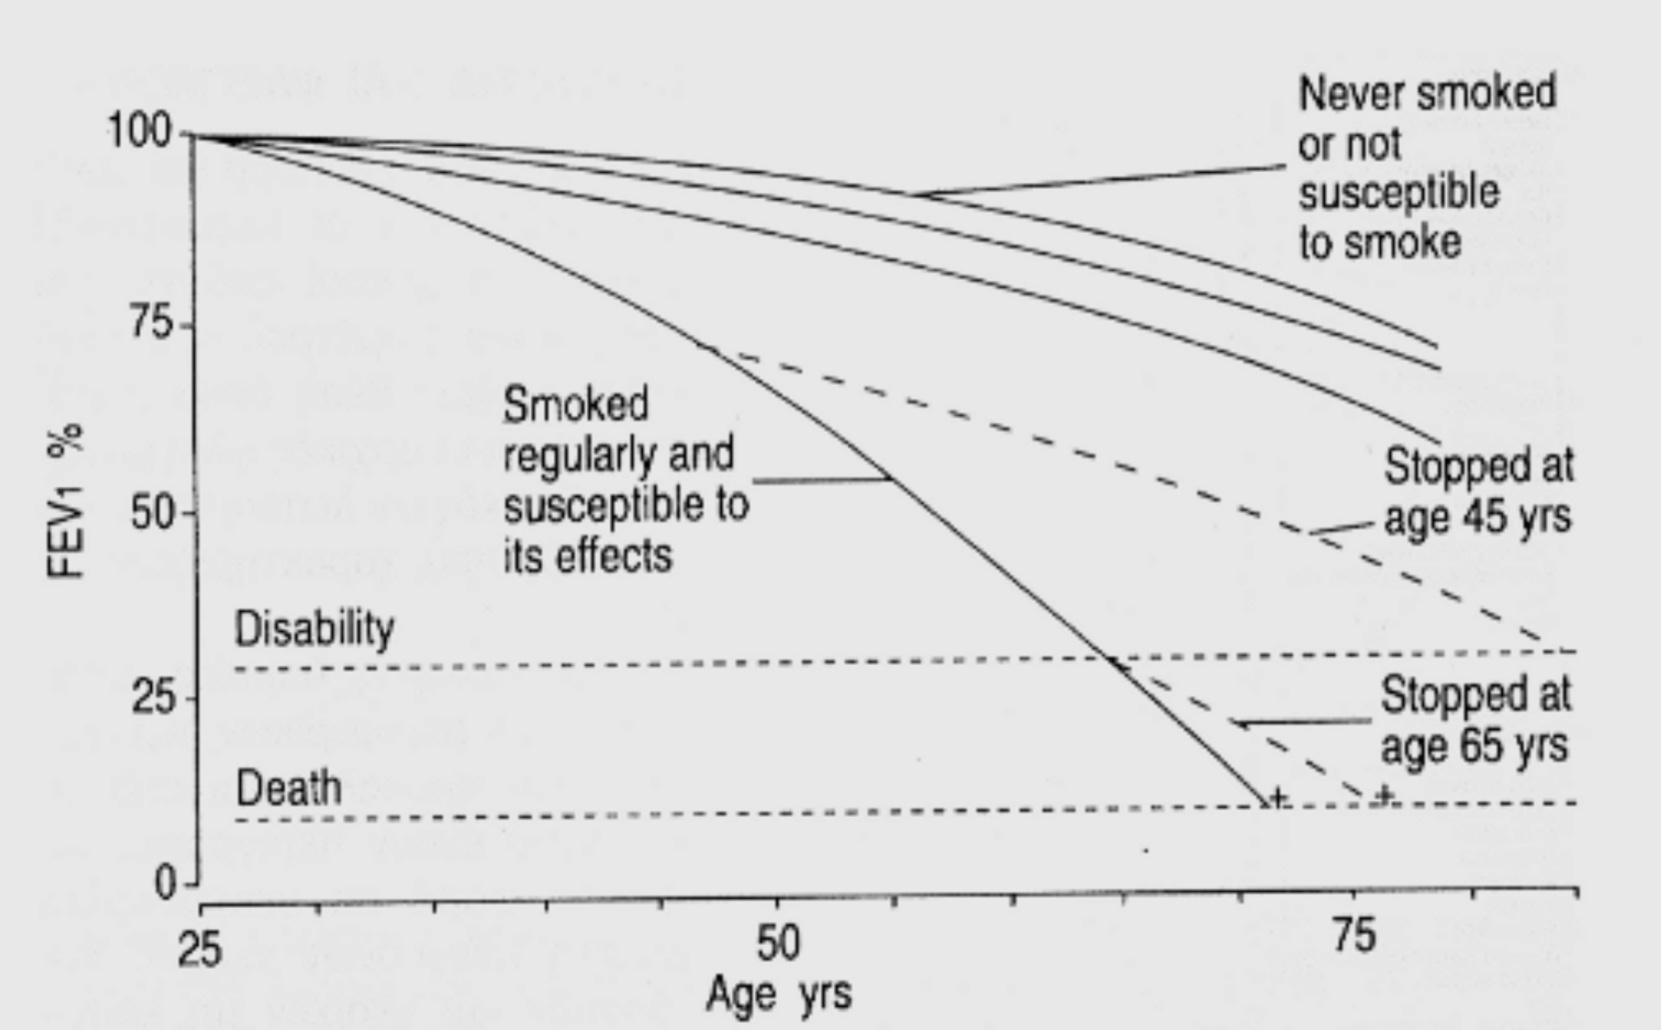 Never smoked
or not
susceptible
to smoke
100
75
50
25
0
FEV1 %
Smoked
regularly and
susceptible to
its effects
Stopped at
age 45 yrs
Disability
Stopped at
age 65 yrs
Death
25
50
75
Age yrs